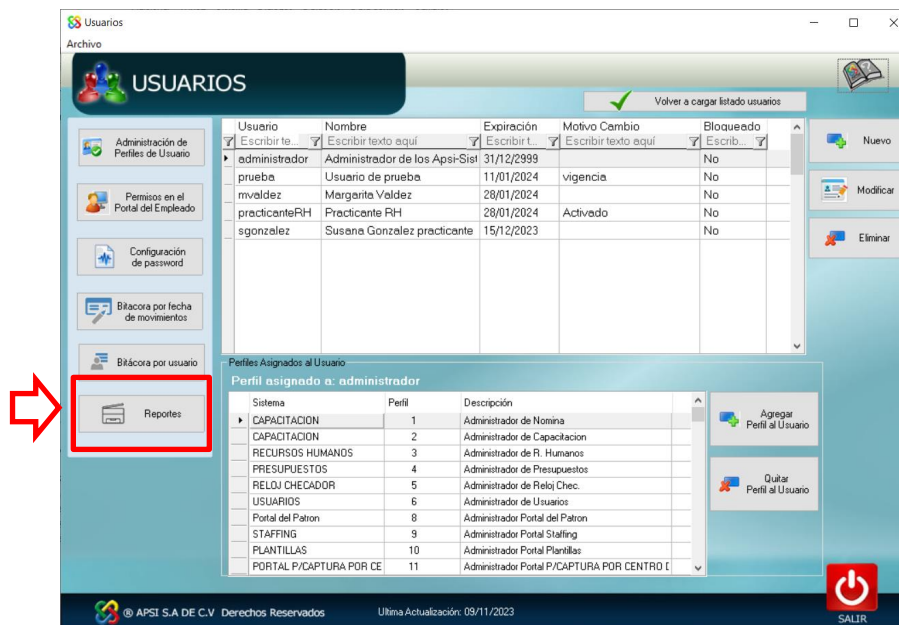 Usuarios
Archivo
USUARIOS
Volver a cargar listado usuarios
Administración de
Perfiles de Usuario
Permisos en el
Portal del Empleado
Configuración
de password
Bitacora por fecha
de movimientos
Bitácora por usuario
Reportes
Usuario Nombre Expiración Motivo Cambio Bloqueado
Escribir te... Escribir texto aquí Escribir t... Escribir texto aquí Escrib...
administrador Administrador de los Apsi-Sist 31/12/2999 No
prueba Usuario de prueba 11/01/2024 vigencia No
mvaldez Margarita Valdez 28/01/2024 No
practicanteRH Practicante RH 28/01/2024 Activado No
sgonzalez Susana Gonzalez practicante 15/12/2023 No
Nuevo
Modificar
Eliminar
Perfiles Asignados al Usuario
Perfil asignado a: administrador
Sistema Perfil Descripción
CAPACITACION 1 Administrador de Nomina
CAPACITACION 2 Administrador de Capacitacion
RECURSOS HUMANOS 3 Administrador de R. Humanos
PRESUPUESTOS 4 Administrador de Presupuestos
RELOJ CHECADOR 5 Administrador de Reloj Chec.
USUARIOS 6 Administrador de Usuarios
Portal del Patron 8 Administrador Portal del Patron
STAFFING 9 Administrador Portal Staffing
PLANTILLAS 10 Administrador Portal Plantillas
PORTAL P/CAPTURA POR CE 11 Administrador Portal P/CAPTURA POR CENTRO D
Agregar
Perfil al Usuario
Quitar
Perfil al Usuario
® APSI S.A DE C.V Derechos Reservados Ultima Actualización: 09/11/2023
SALIR